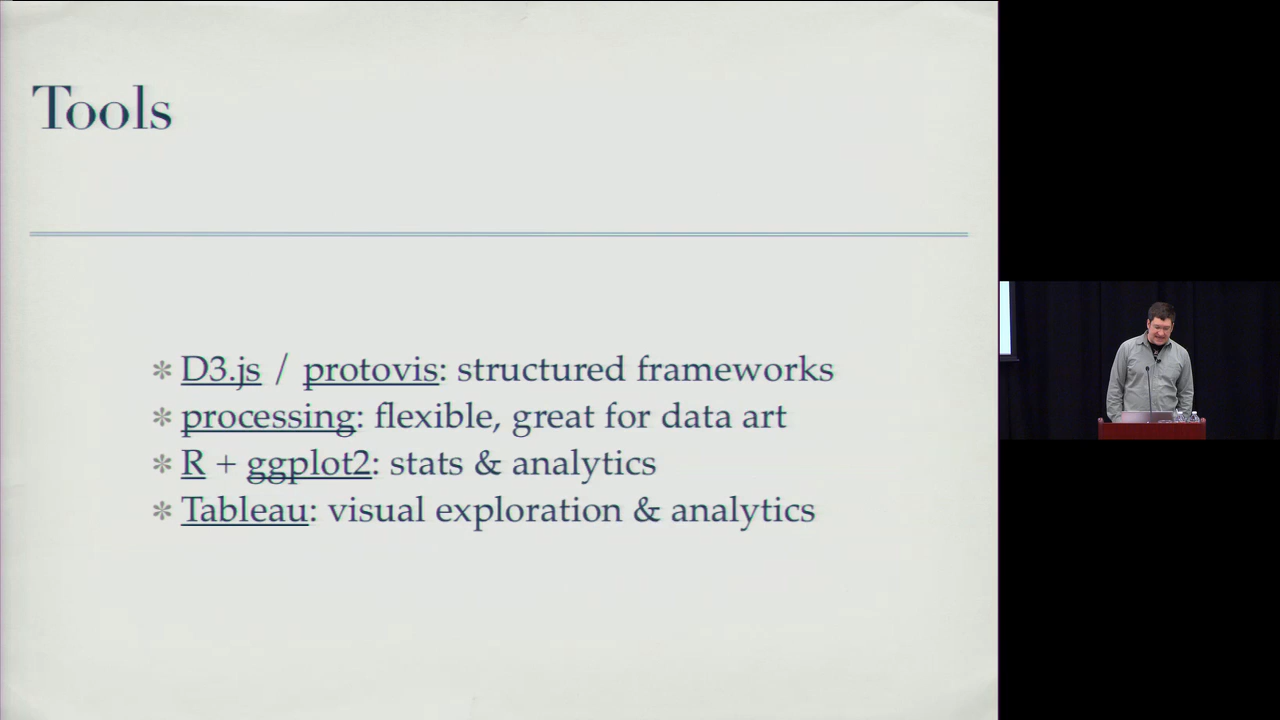 Tools
* D3.js / protovis: structured frameworks
* processing: flexible, great for data art
* R + ggplot2: stats & analytics
* Tableau: visual exploration & analytics